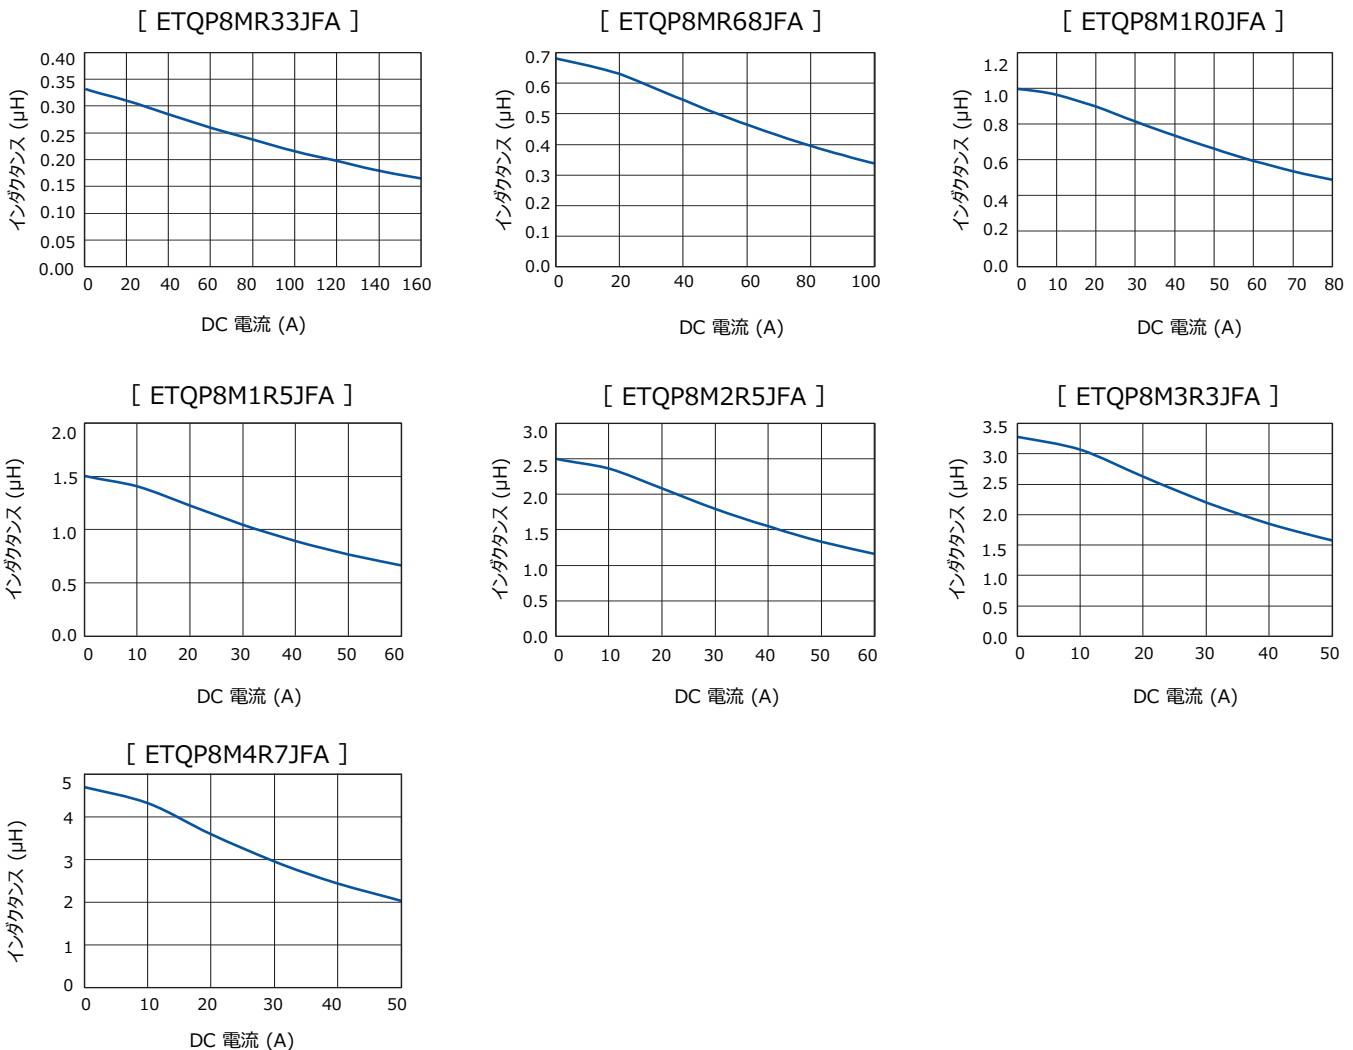 [ ETQP8MR33JFA ]
インダクタンス (μH)
0.40
0.35
0.30
0.25
0.20
0.15
0.10
0.05
0.00
0 20 40 60 80 100 120 140 160
DC 電流 (A)
[ ETQP8MR68JFA ]
インダクタンス (μH)
0.7
0.6
0.5
0.4
0.3
0.2
0.1
0.0
0 20 40 60 80 100
DC 電流 (A)
[ ETQP8M1R0JFA ]
インダクタンス (μH)
1.2
1.0
0.8
0.6
0.4
0.2
0.0
0 10 20 30 40 50 60 70 80
DC 電流 (A)
[ ETQP8M1R5JFA ]
インダクタンス (μH)
2.0
1.5
1.0
0.5
0.0
0 10 20 30 40 50 60
DC 電流 (A)
[ ETQP8M2R5JFA ]
インダクタンス (μH)
3.0
2.5
2.0
1.5
1.0
0.5
0.0
0 10 20 30 40 50 60
DC 電流 (A)
[ ETQP8M3R3JFA ]
インダクタンス (μH)
3.5
3.0
2.5
2.0
1.5
1.0
0.5
0.0
0 10 20 30 40 50
DC 電流 (A)
[ ETQP8M4R7JFA ]
インダクタンス (μH)
5
4
3
2
1
0
0 10 20 30 40 50
DC 電流 (A)